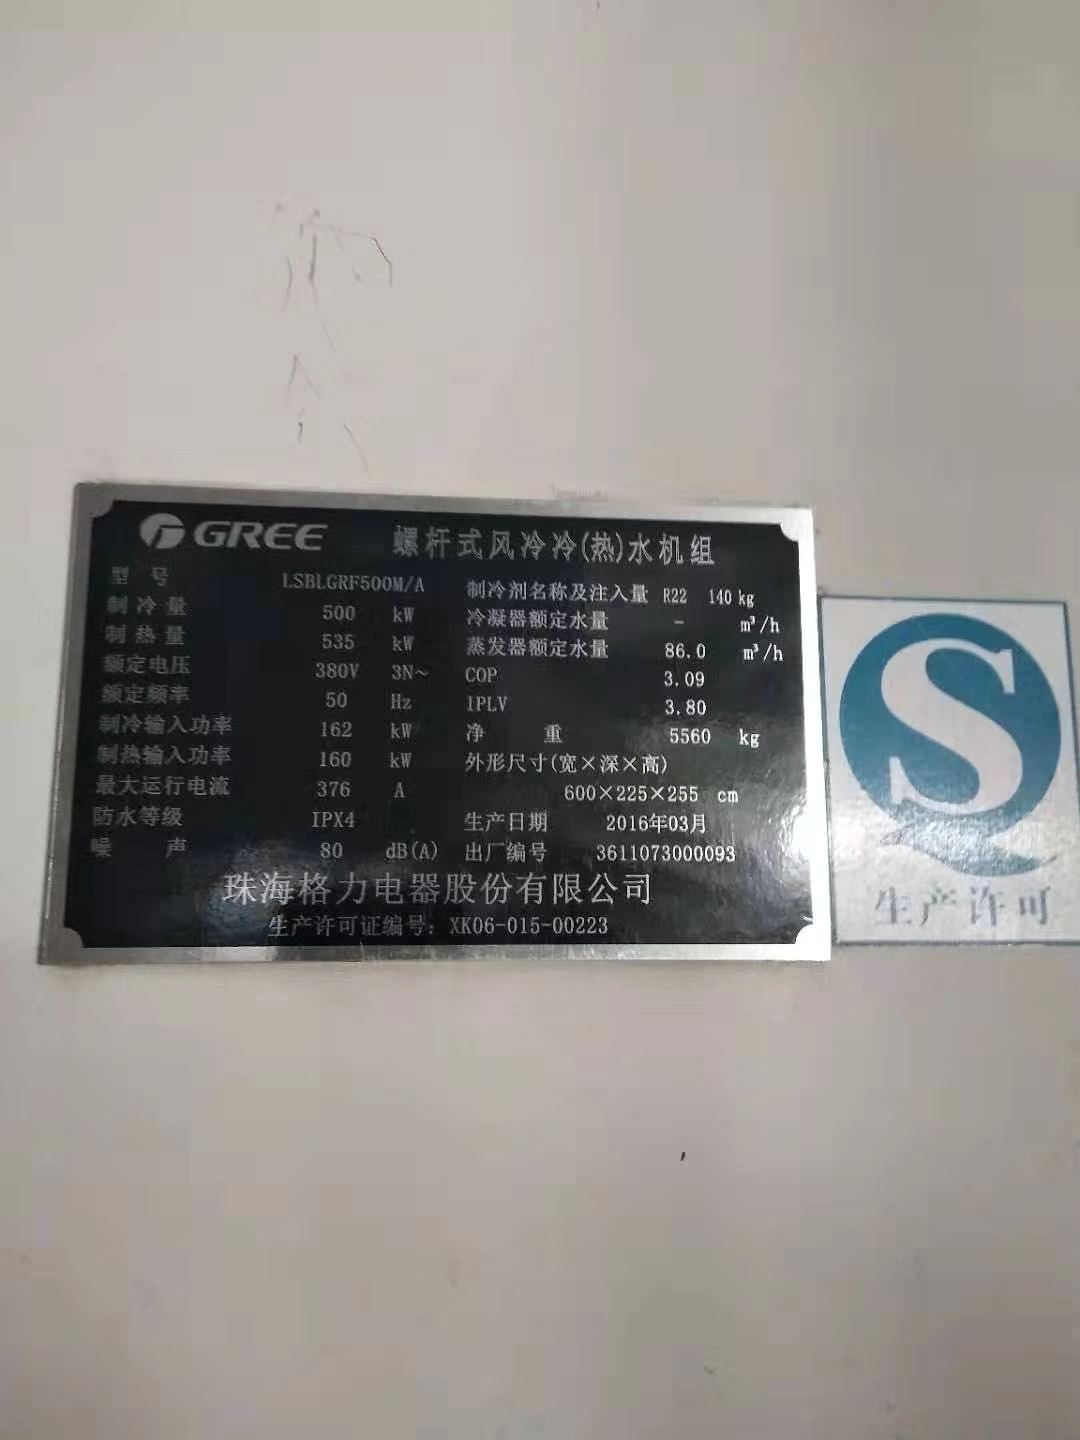 GREE 螺杆式风冷冷(热)水机组
型 号 LSBLGRF500M/A 制冷剂名称及注入量 R22 140 kg
制冷量 500 kW 冷凝器额定水量 - m³/h
制热量 535 kW 蒸发器额定水量 86.0 m³/h
额定电压 380V 3N~ COP 3.09
额定频率 50 Hz IPLV 3.80
制冷输入功率 162 kW 净 重 5560 kg
制热输入功率 160 kW 外形尺寸(宽×深×高)
最大运行电流 376 A 600×225×255 cm
防水等级 IPX4 生产日期 2016年03月
噪 声 80 dB(A) 出厂编号 3611073000093
珠海格力电器股份有限公司
生产许可证编号: XK06-015-00223
S
生产许可